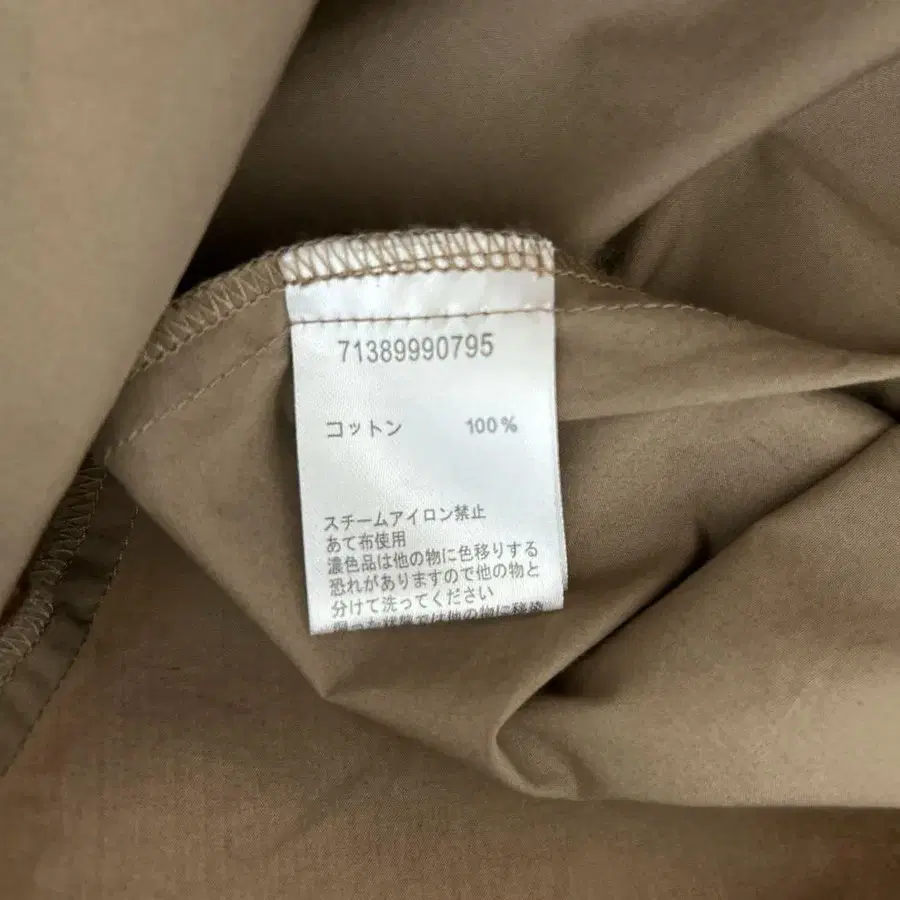 71389990795
コットン 100%
スチームアイロン禁止
あて布使用
濃色品は他の物に色移りする
恐れがありますので他の物と
分けて洗ってください